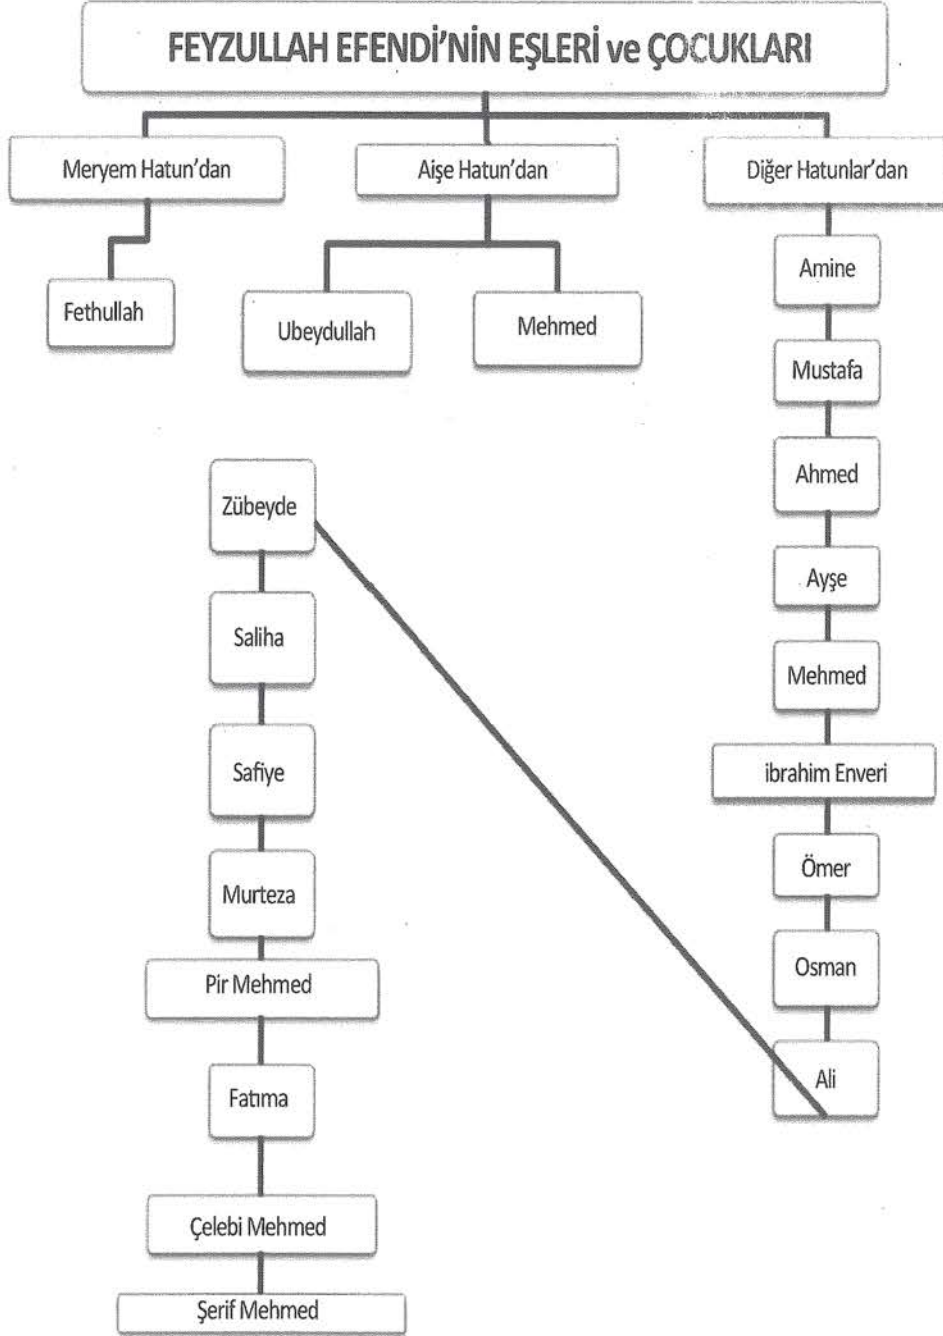 FEYZULLAH EFENDİ'NİN EŞLERİ ve ÇOCUKLARI
Meryem Hatun'dan
Aişe Hatun'dan
Diğer Hatunlar'dan
Fethullah
Ubeydullah
Mehmed
Amine
Mustafa
Ahmed
Ayşe
Mehmed
ibrahim Enveri
Ömer
Osman
Ali
Zübeyde
Saliha
Safiye
Murteza
Pir Mehmed
Fatıma
Çelebi Mehmed
Şerif Mehmed